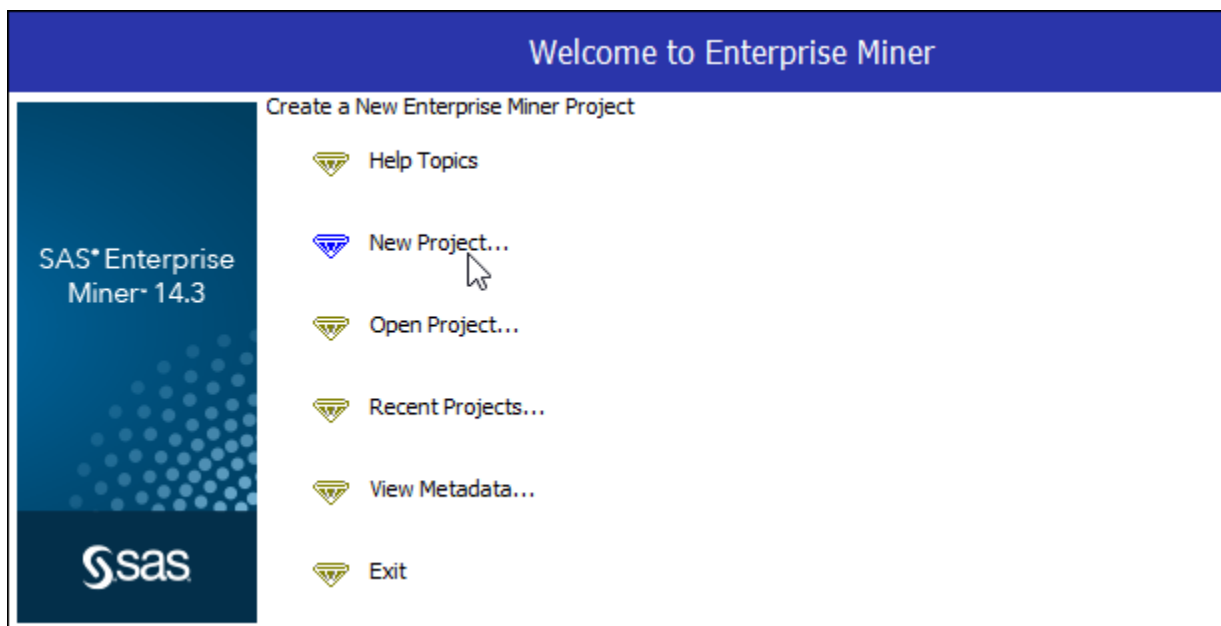 Welcome to Enterprise Miner
Create a New Enterprise Miner Project
Help Topics
New Project...
Open Project...
Recent Projects...
View Metadata...
Exit
SAS® Enterprise
Miner™ 14.3
sas